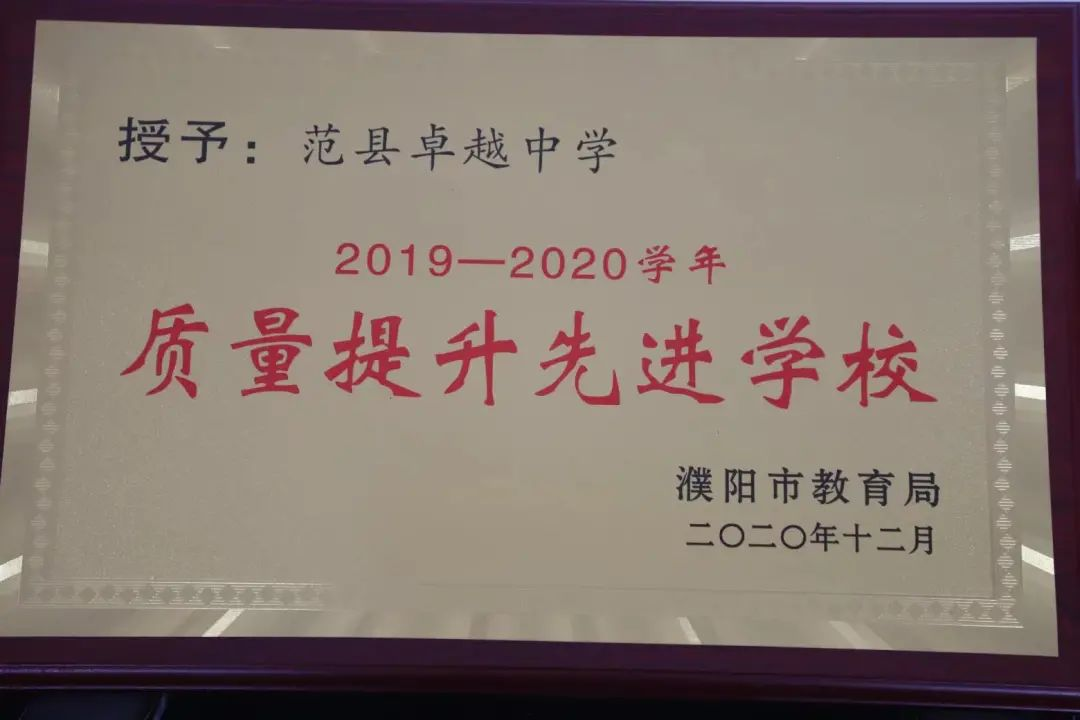 授予：范县卓越中学
2019—2020学年
质量提升先进学校
濮阳市教育局
二〇二〇年十二月